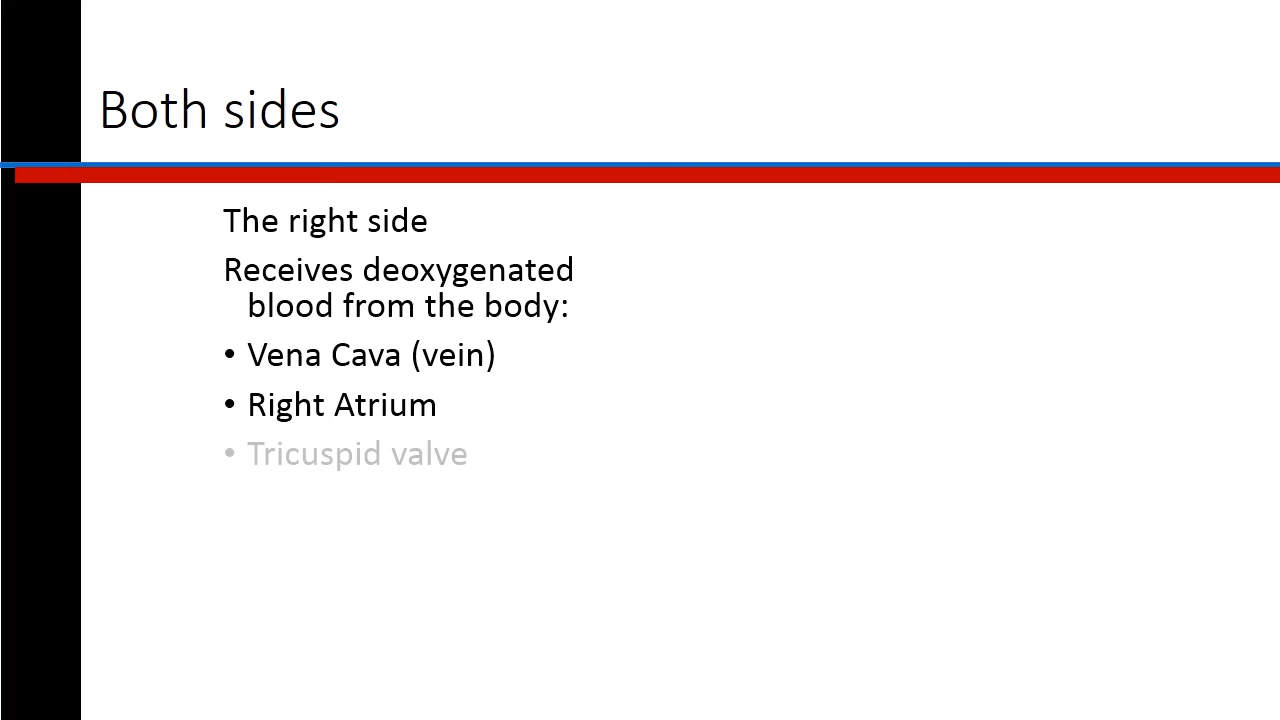 Both sides
The right side
Receives deoxygenated
blood from the body:
• Vena Cava (vein)
• Right Atrium
• Tricuspid valve